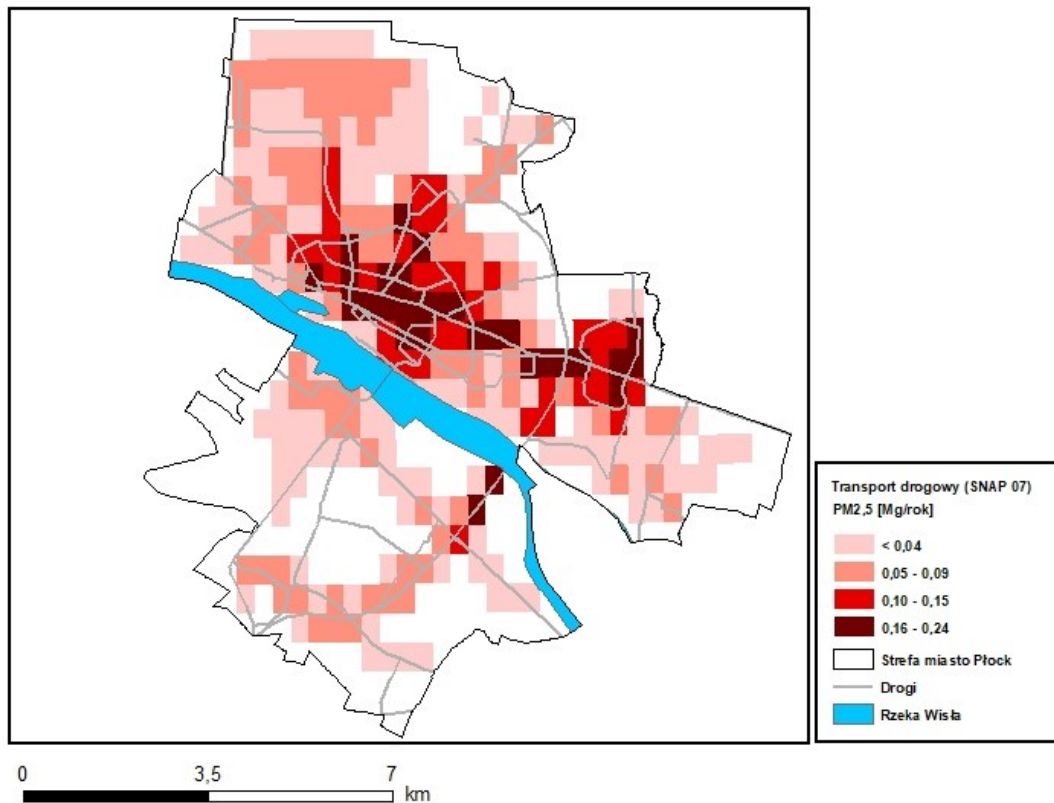 Transport drogowy (SNAP 07)
PM2,5 [Mg/rok]
< 0,04
0,05 - 0,09
0,10 - 0,15
0,16 - 0,24
Strefa miasto Płock
Drogi
Rzeka Wisła
0 3,5 7
km